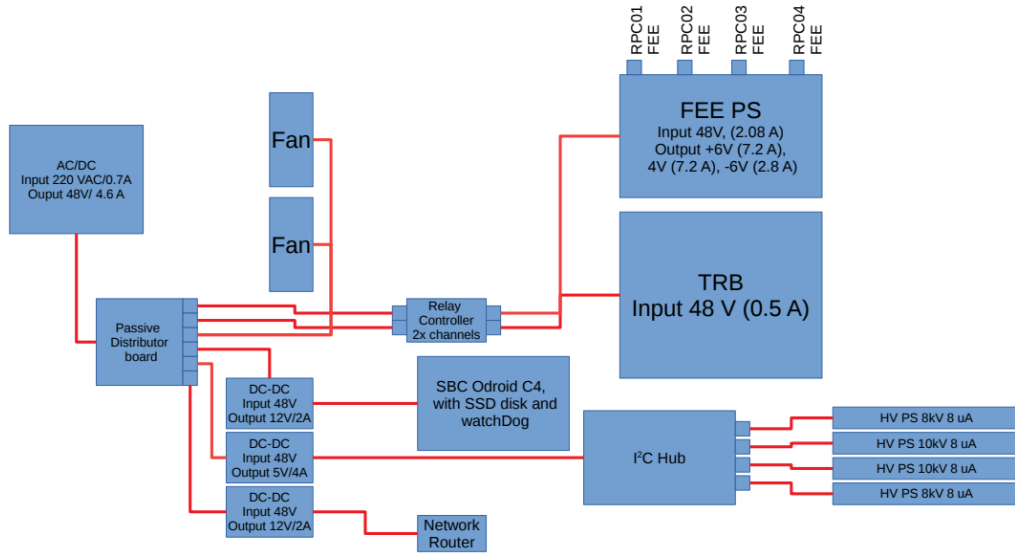 RPC01
FEE
RPC02
FEE
RPC03
FEE
RPC04
FEE
FEE PS
Input 48V, (2.08 A)
Output +6V (7.2 A),
4V (7.2 A), -6V (2.8 A)
AC/DC
Input 220 VAC/0.7A
Ouput 48V/ 4.6 A
Fan
Fan
TRB
Input 48 V (0.5 A)
Passive
Distributor
board
Relay
Controller
2x channels
DC-DC
Input 48V
Output 12V/2A
SBC Odroid C4,
with SSD disk and
watchDog
DC-DC
Input 48V
Output 5V/4A
I²C Hub
HV PS 8kV 8 uA
HV PS 10kV 8 uA
HV PS 10kV 8 uA
HV PS 8kV 8 uA
DC-DC
Input 48V
Output 12V/2A
Network
Router